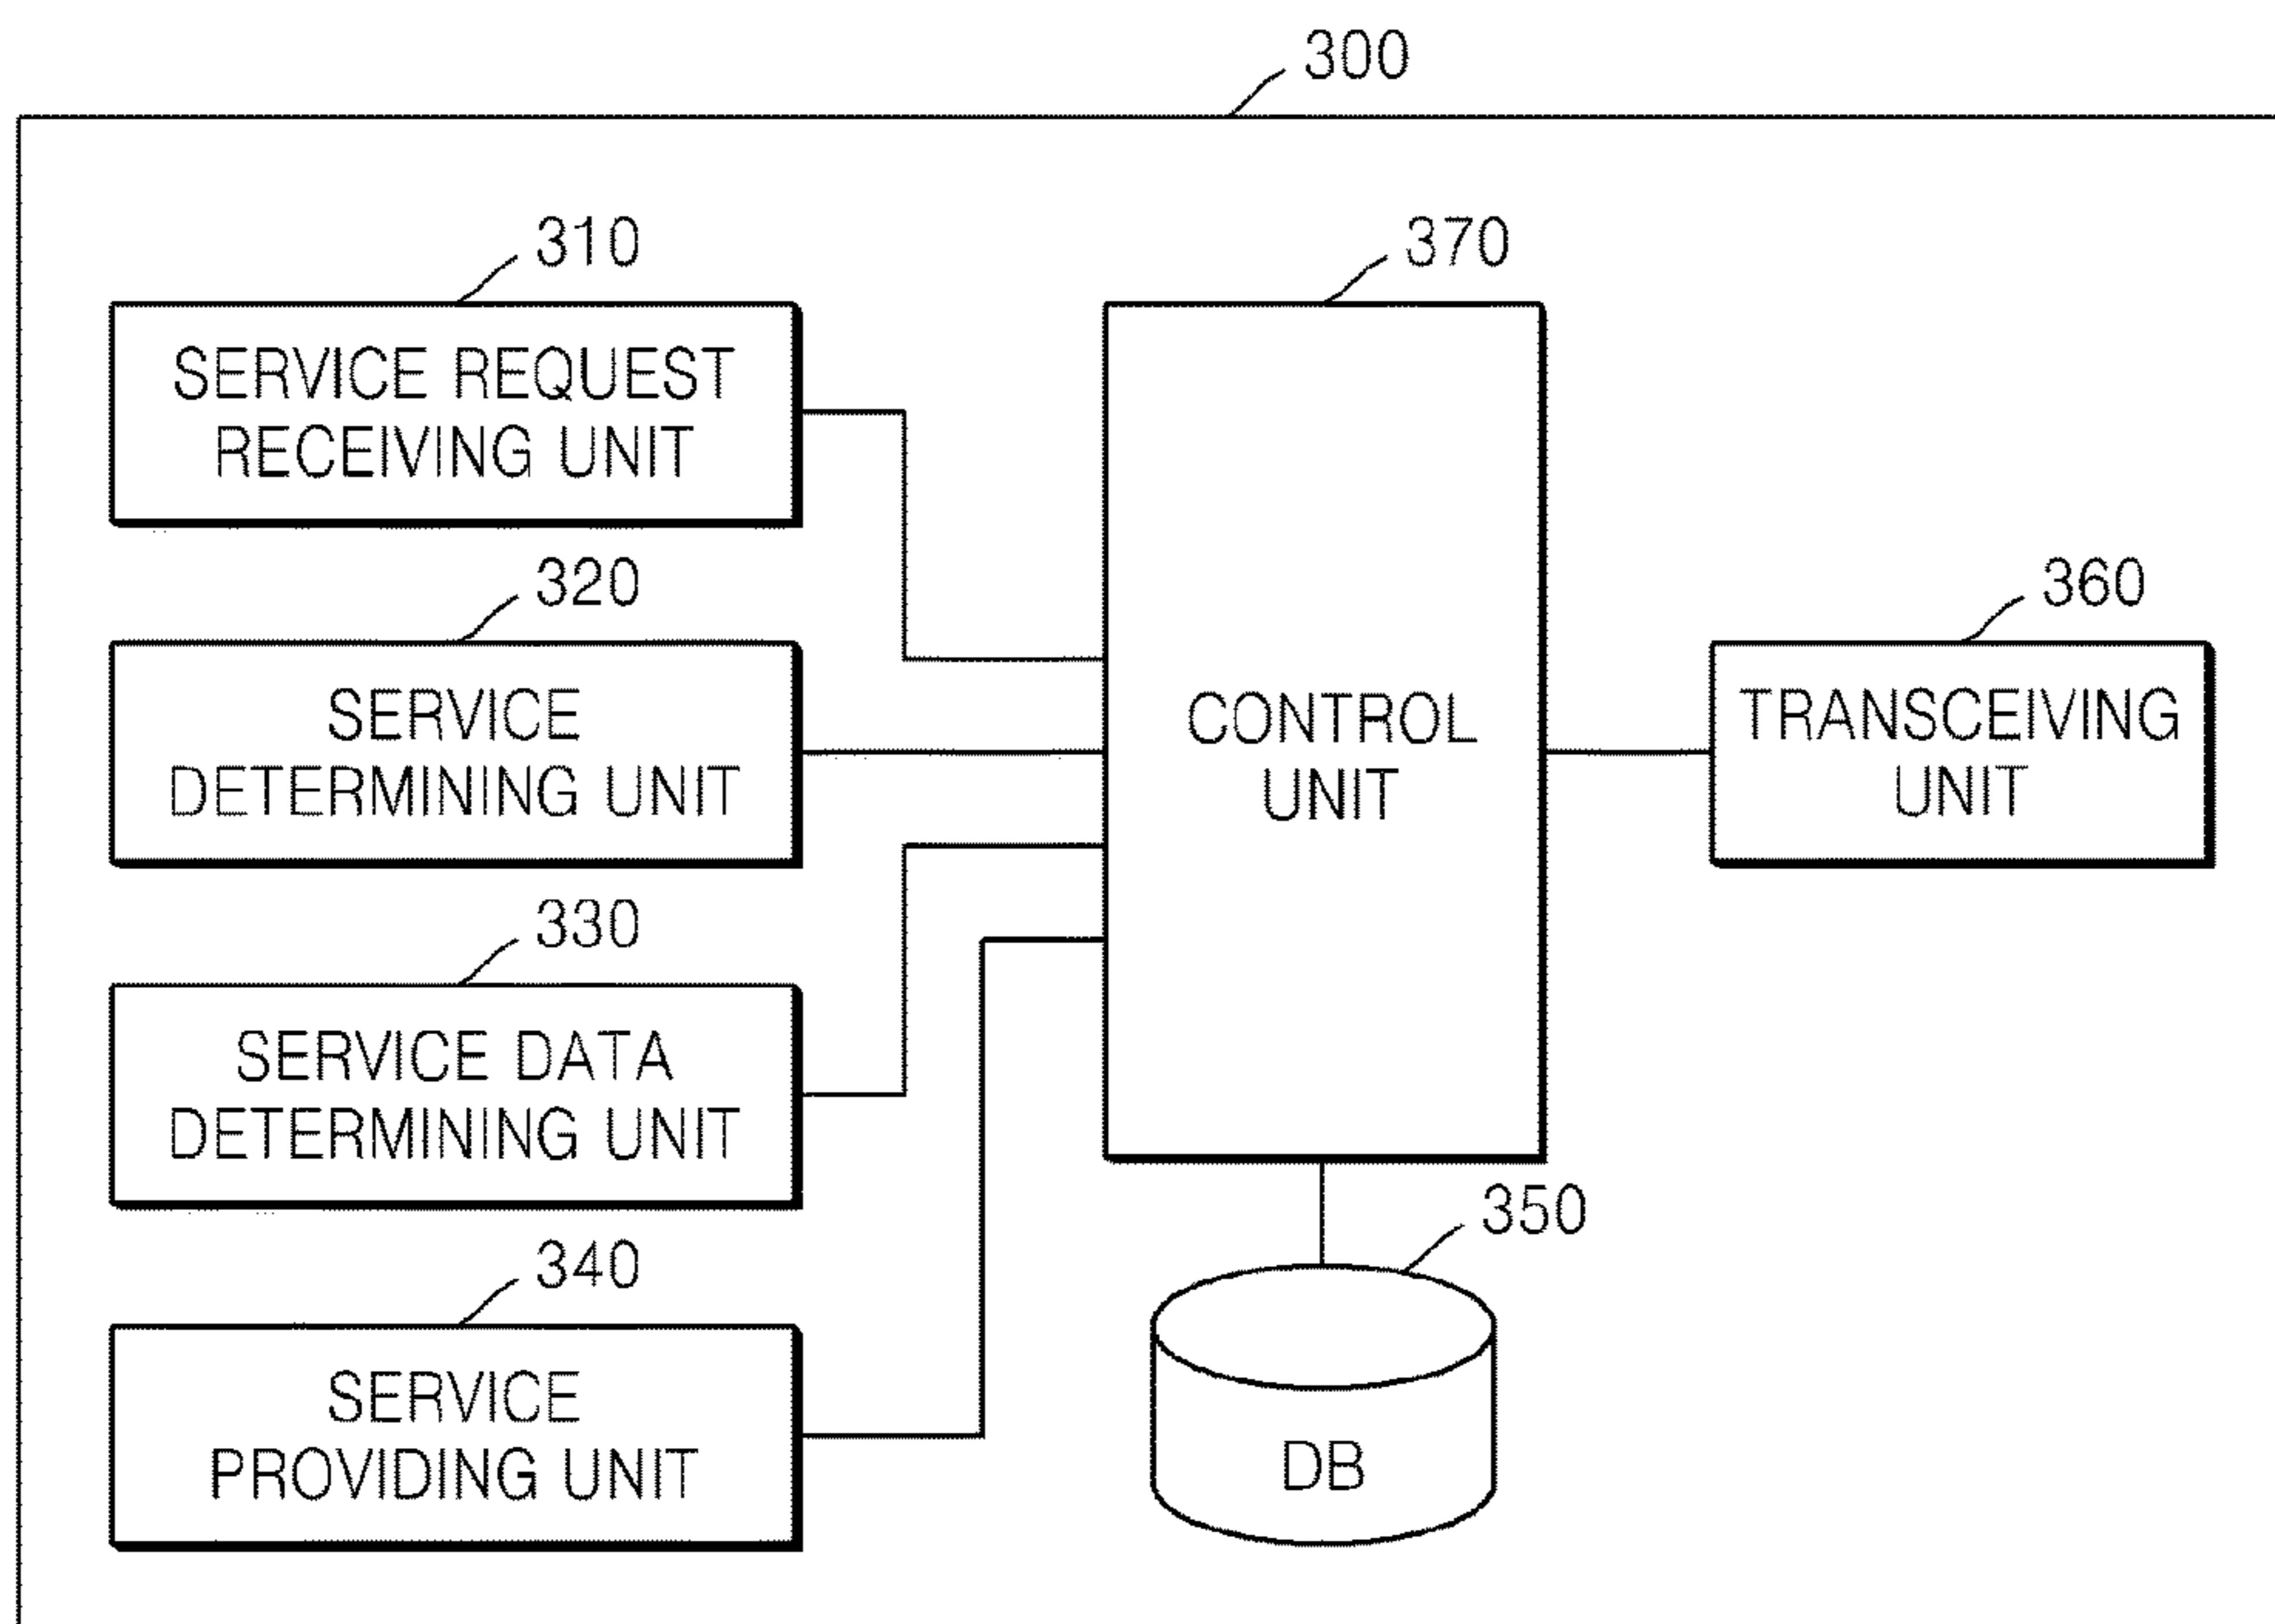 300
310
SERVICE REQUEST
RECEIVING UNIT
320
SERVICE
DETERMINING UNIT
330
SERVICE DATA
DETERMINING UNIT
340
SERVICE
PROVIDING UNIT
370
CONTROL
UNIT
350
DB
360
TRANSCEIVING
UNIT